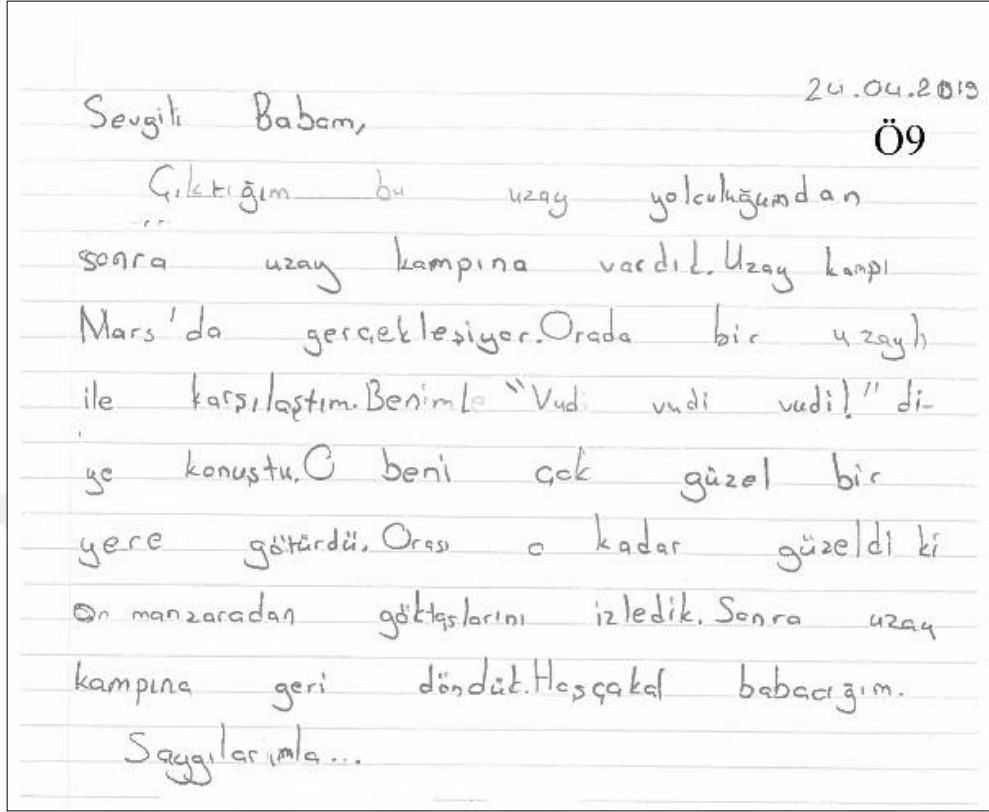 24.04.2019
Sevgili Babam,
Ö9
Çıktığım bu uzay yolculuğumdan
sonra uzay kampına vardık. Uzay kampı
Mars'da gerçekleşiyor. Orada bir uzaylı
ile karşılaştım. Benimle "Vudi vudi vudi!" di-
ye konuştu. O beni çok güzel bir
yere götürdü. Orası o kadar güzeldi ki
ön manzaradan göktaşlarını izledik. Sonra uzay
kampına geri döndük. Hoşçakal babacığım.
Saygılarımla...